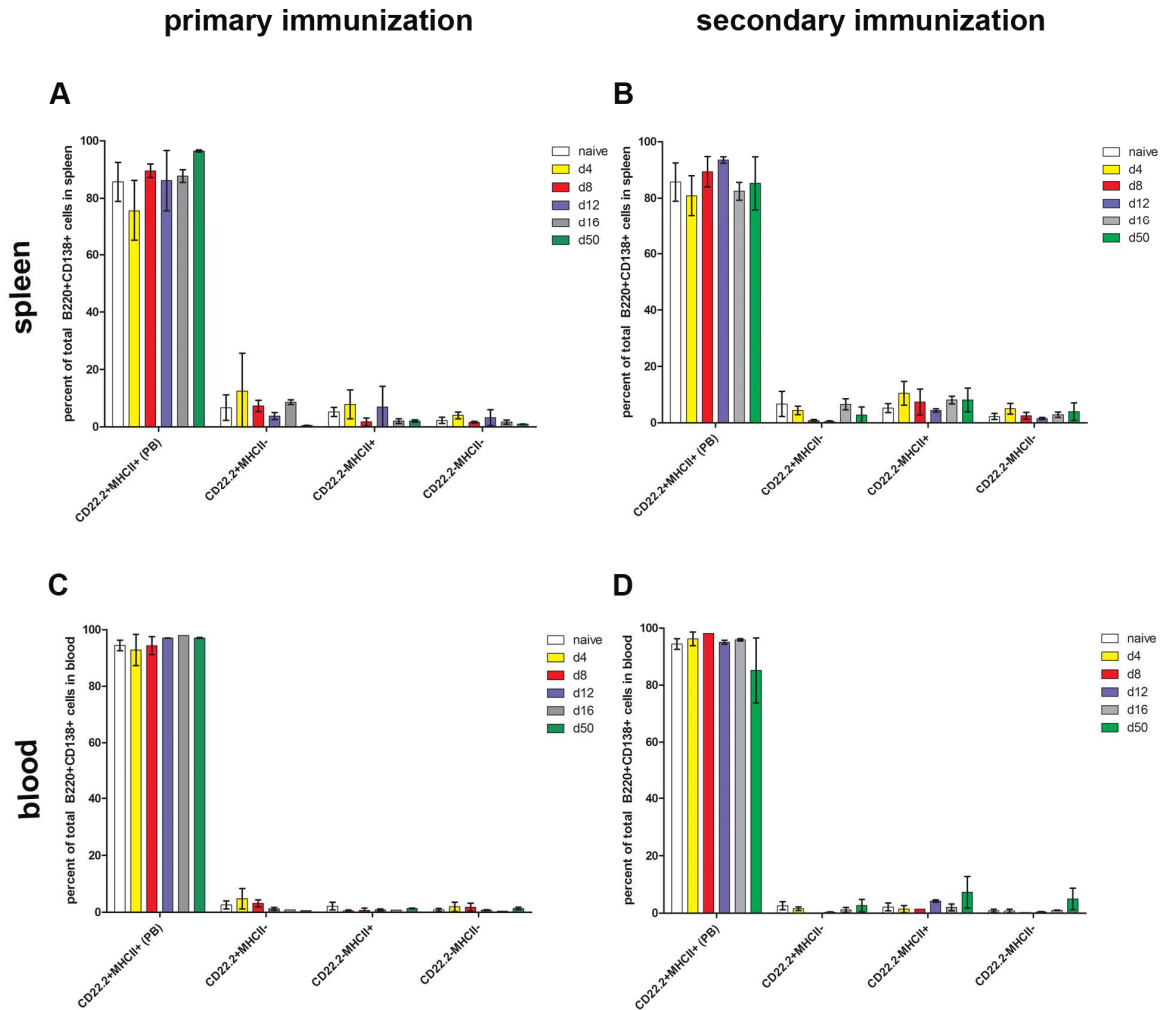 primary immunization
secondary immunization
spleen
blood
A
percent of total B220+CD138+ cells in spleen
100
80
60
40
20
0
CD22.2+MHCII+ (PB)
CD22.2+MHCII-
CD22.2-MHCII+
CD22.2-MHCII-
naive
d4
d8
d12
d16
d50
B
percent of total B220+CD138+ cells in spleen
100
80
60
40
20
0
CD22.2+MHCII+ (PB)
CD22.2+MHCII-
CD22.2-MHCII+
CD22.2-MHCII-
naive
d4
d8
d12
d16
d50
C
percent of total B220+CD138+ cells in blood
100
80
60
40
20
0
CD22.2+MHCII+ (PB)
CD22.2+MHCII-
CD22.2-MHCII+
CD22.2-MHCII-
naive
d4
d8
d12
d16
d50
D
percent of total B220+CD138+ cells in blood
100
80
60
40
20
0
CD22.2+MHCII+ (PB)
CD22.2+MHCII-
CD22.2-MHCII+
CD22.2-MHCII-
naive
d4
d8
d12
d16
d50